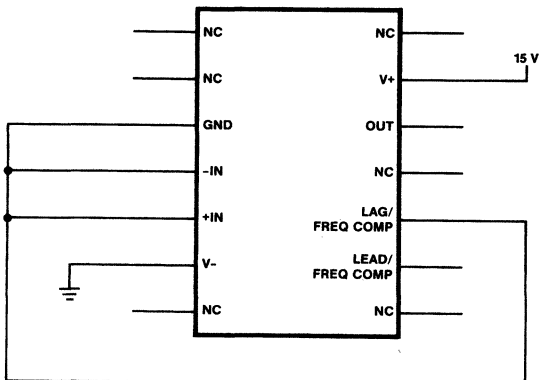 NC
NC
GND
-IN
+IN
V-
NC
NC
15 V
V+
OUT
NC
LAG/
FREQ COMP
LEAD/
FREQ COMP
NC